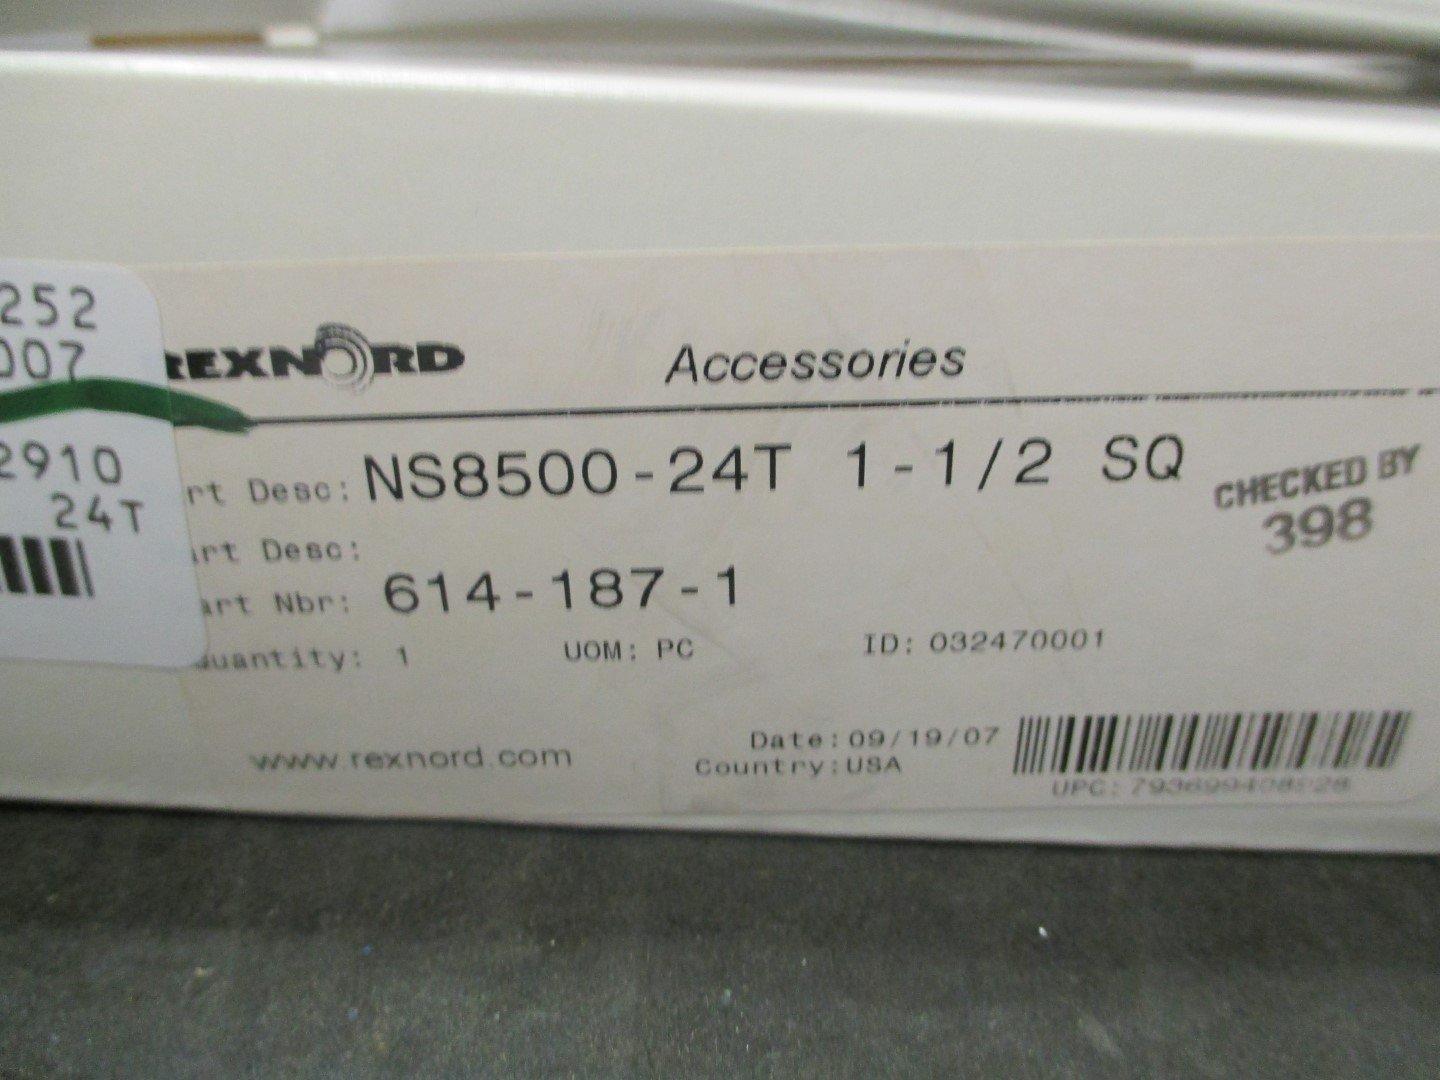 252
007
2910
24T
REXNORD
Accessories
rt Desc: NS8500-24T 1-1/2 SQ
CHECKED BY
398
rt Desc:
art Nbr: 614-187-1
uantity: 1 UOM: PC ID: 032470001
www.rexnord.com
Date:09/19/07
Country:USA
UPC: